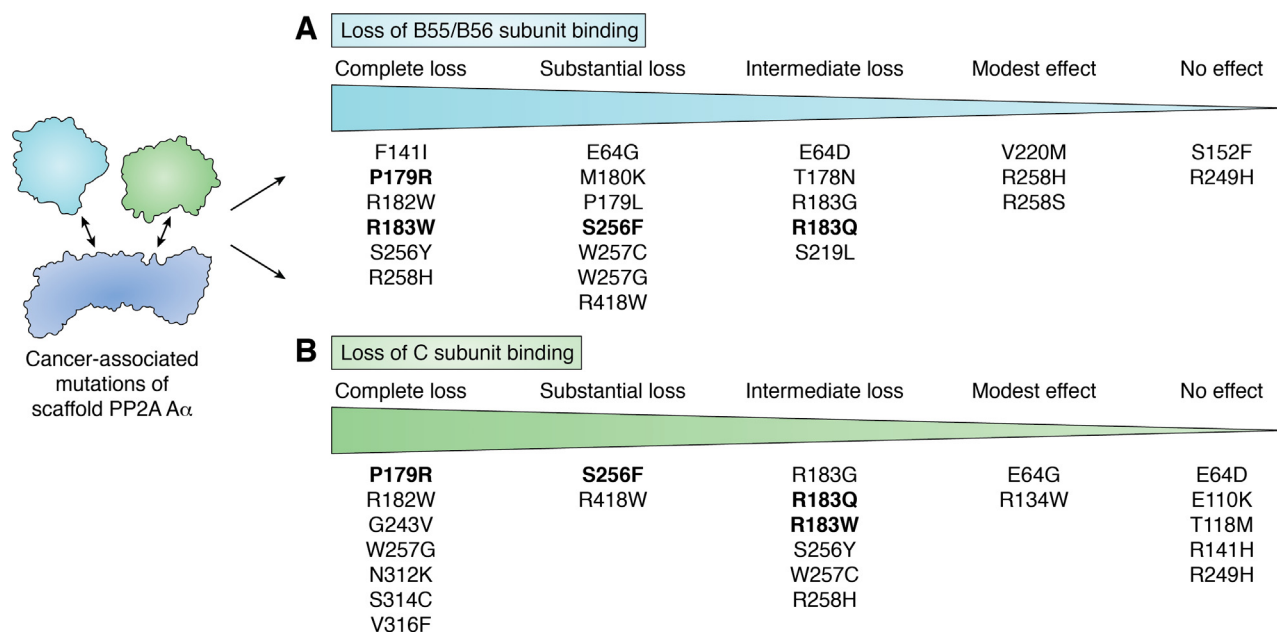 A Loss of B55/B56 subunit binding
Complete loss Substantial loss Intermediate loss Modest effect No effect
F141I E64G E64D V220M S152F
P179R M180K T178N R258H R249H
R182W P179L R183G R258S
R183W S256F R183Q
S256Y W257C S219L
R258H W257G
R418W
Cancer-associated
mutations of
scaffold PP2A Aα
B Loss of C subunit binding
Complete loss Substantial loss Intermediate loss Modest effect No effect
P179R S256F R183G E64G E64D
R182W R418W R183Q R134W E110K
G243V R183W T118M
W257G S256Y R141H
N312K W257C R249H
S314C R258H
V316F